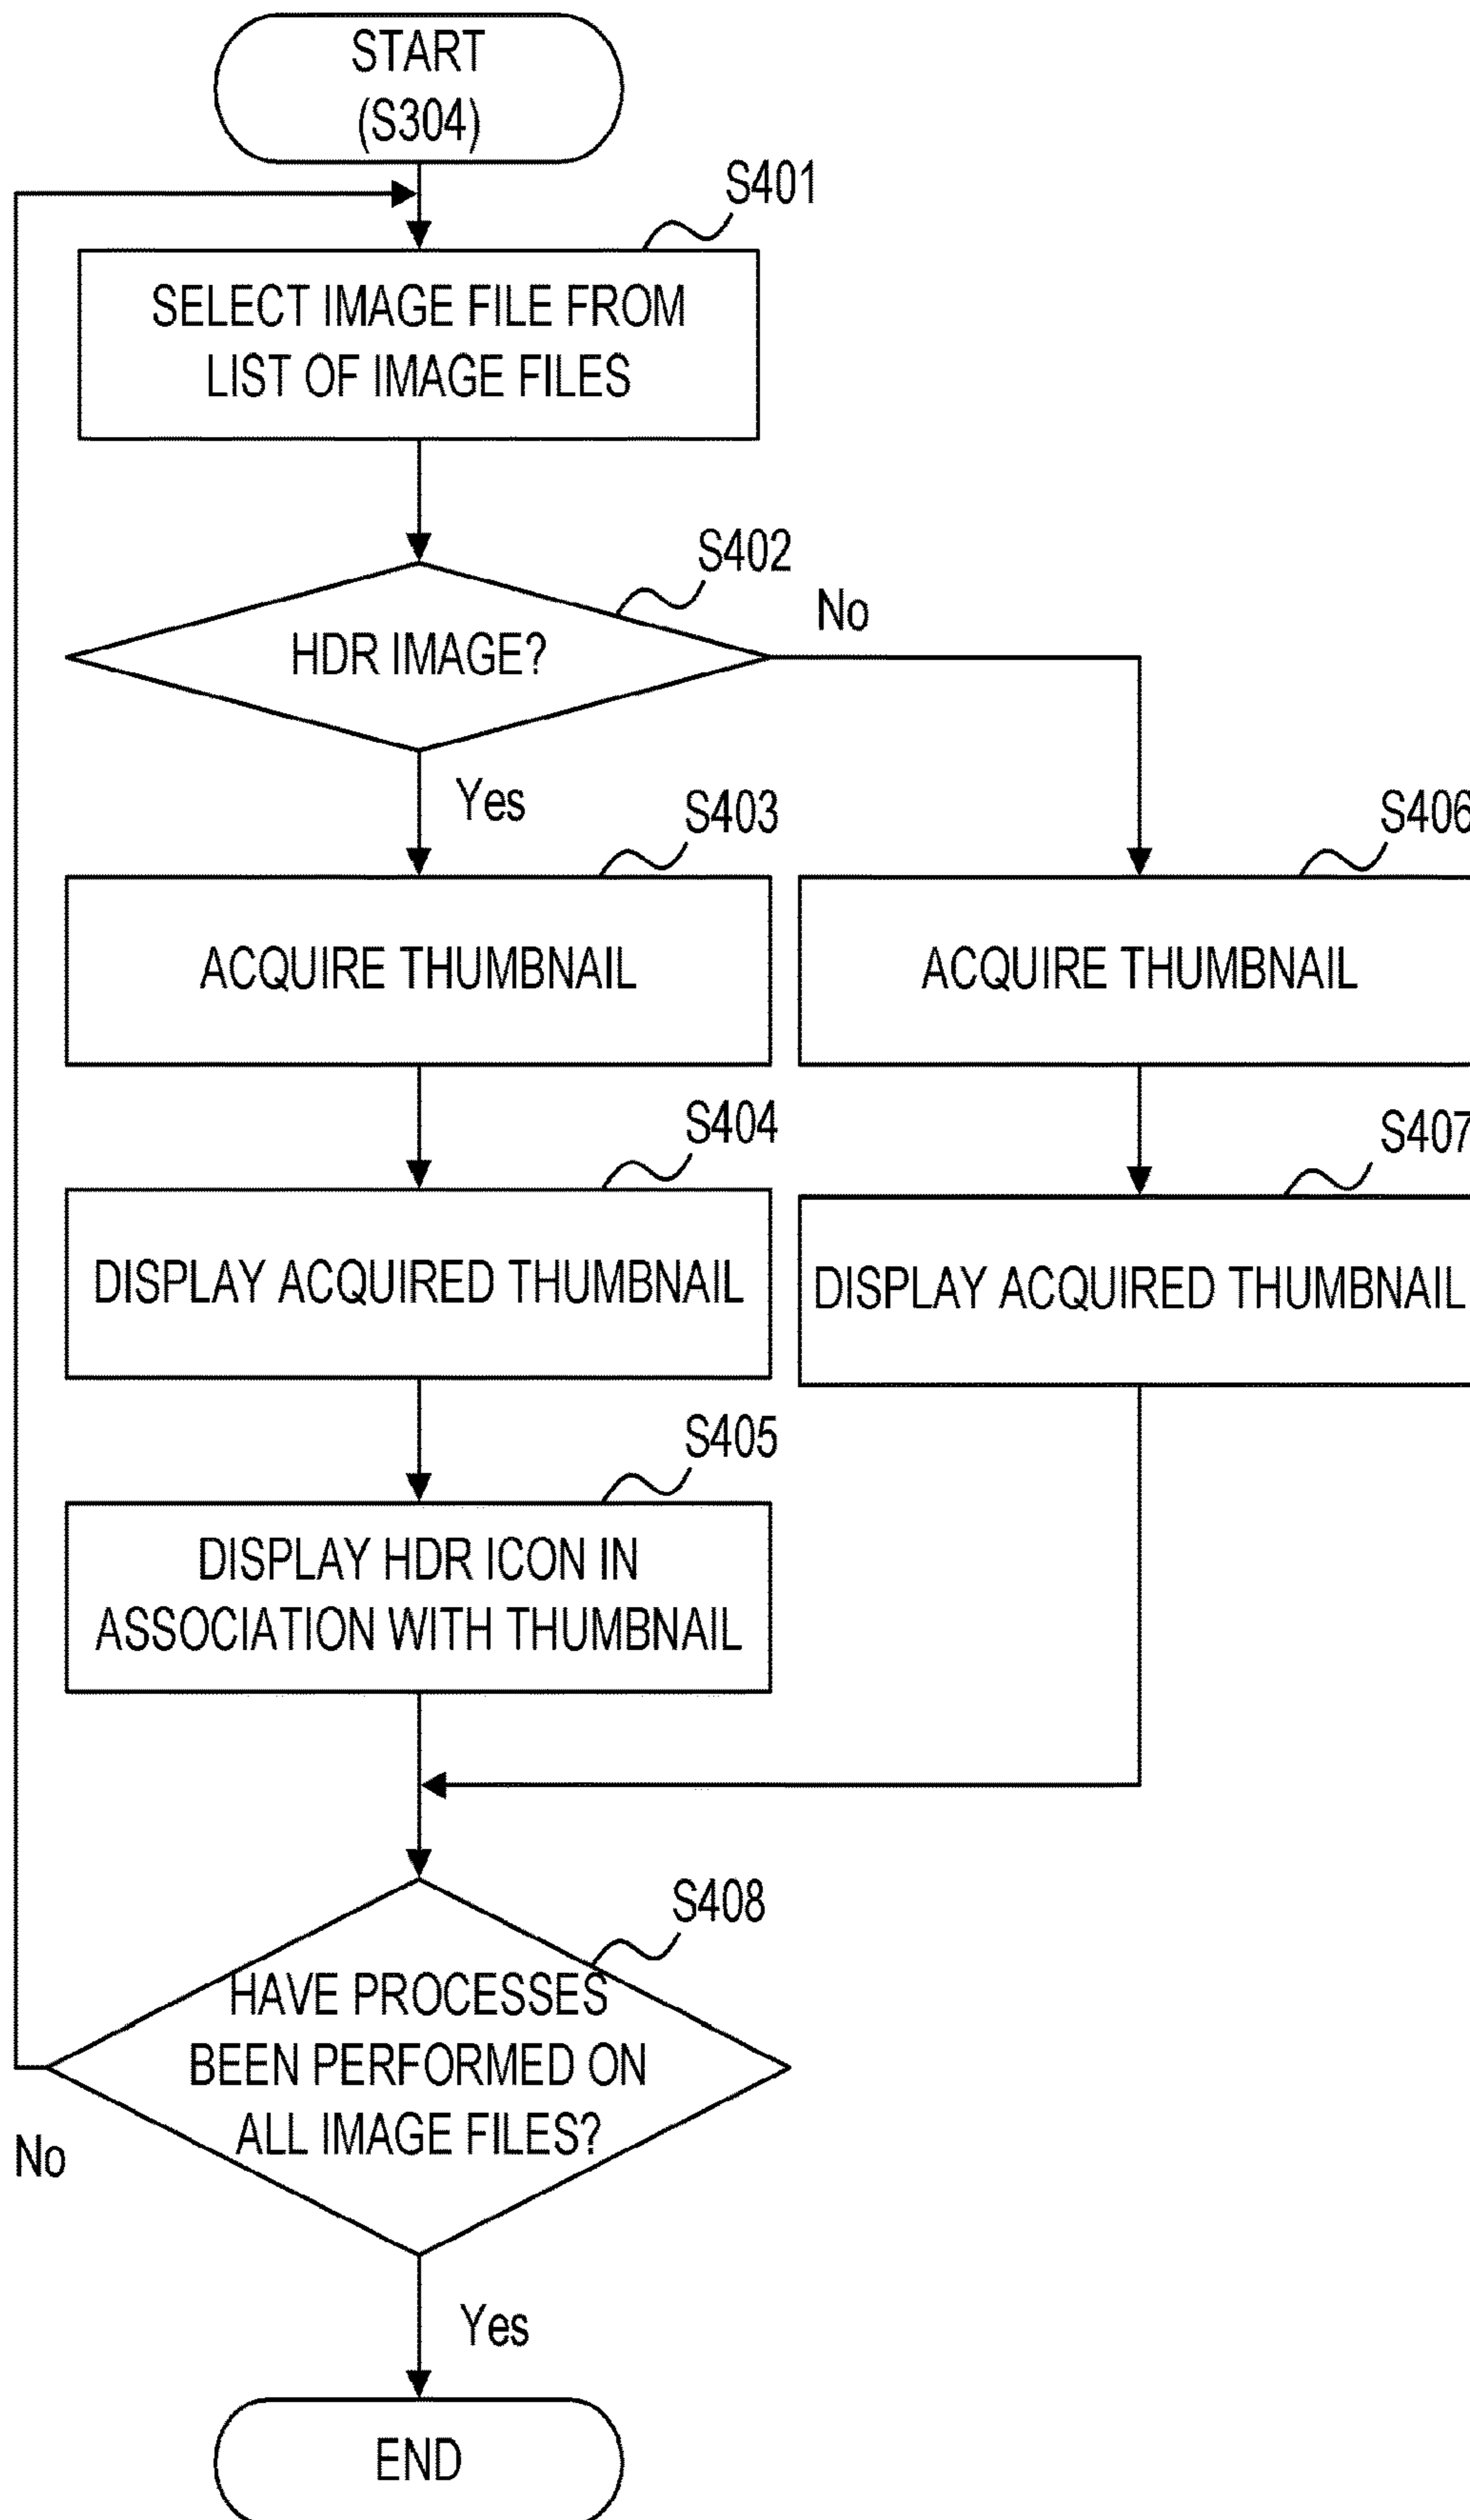 START
(S304)
S401
SELECT IMAGE FILE FROM
LIST OF IMAGE FILES
S402
HDR IMAGE?
No
Yes
S403
ACQUIRE THUMBNAIL
S406
ACQUIRE THUMBNAIL
S404
DISPLAY ACQUIRED THUMBNAIL
S407
DISPLAY ACQUIRED THUMBNAIL
S405
DISPLAY HDR ICON IN
ASSOCIATION WITH THUMBNAIL
S408
HAVE PROCESSES
BEEN PERFORMED ON
ALL IMAGE FILES?
No
Yes
END